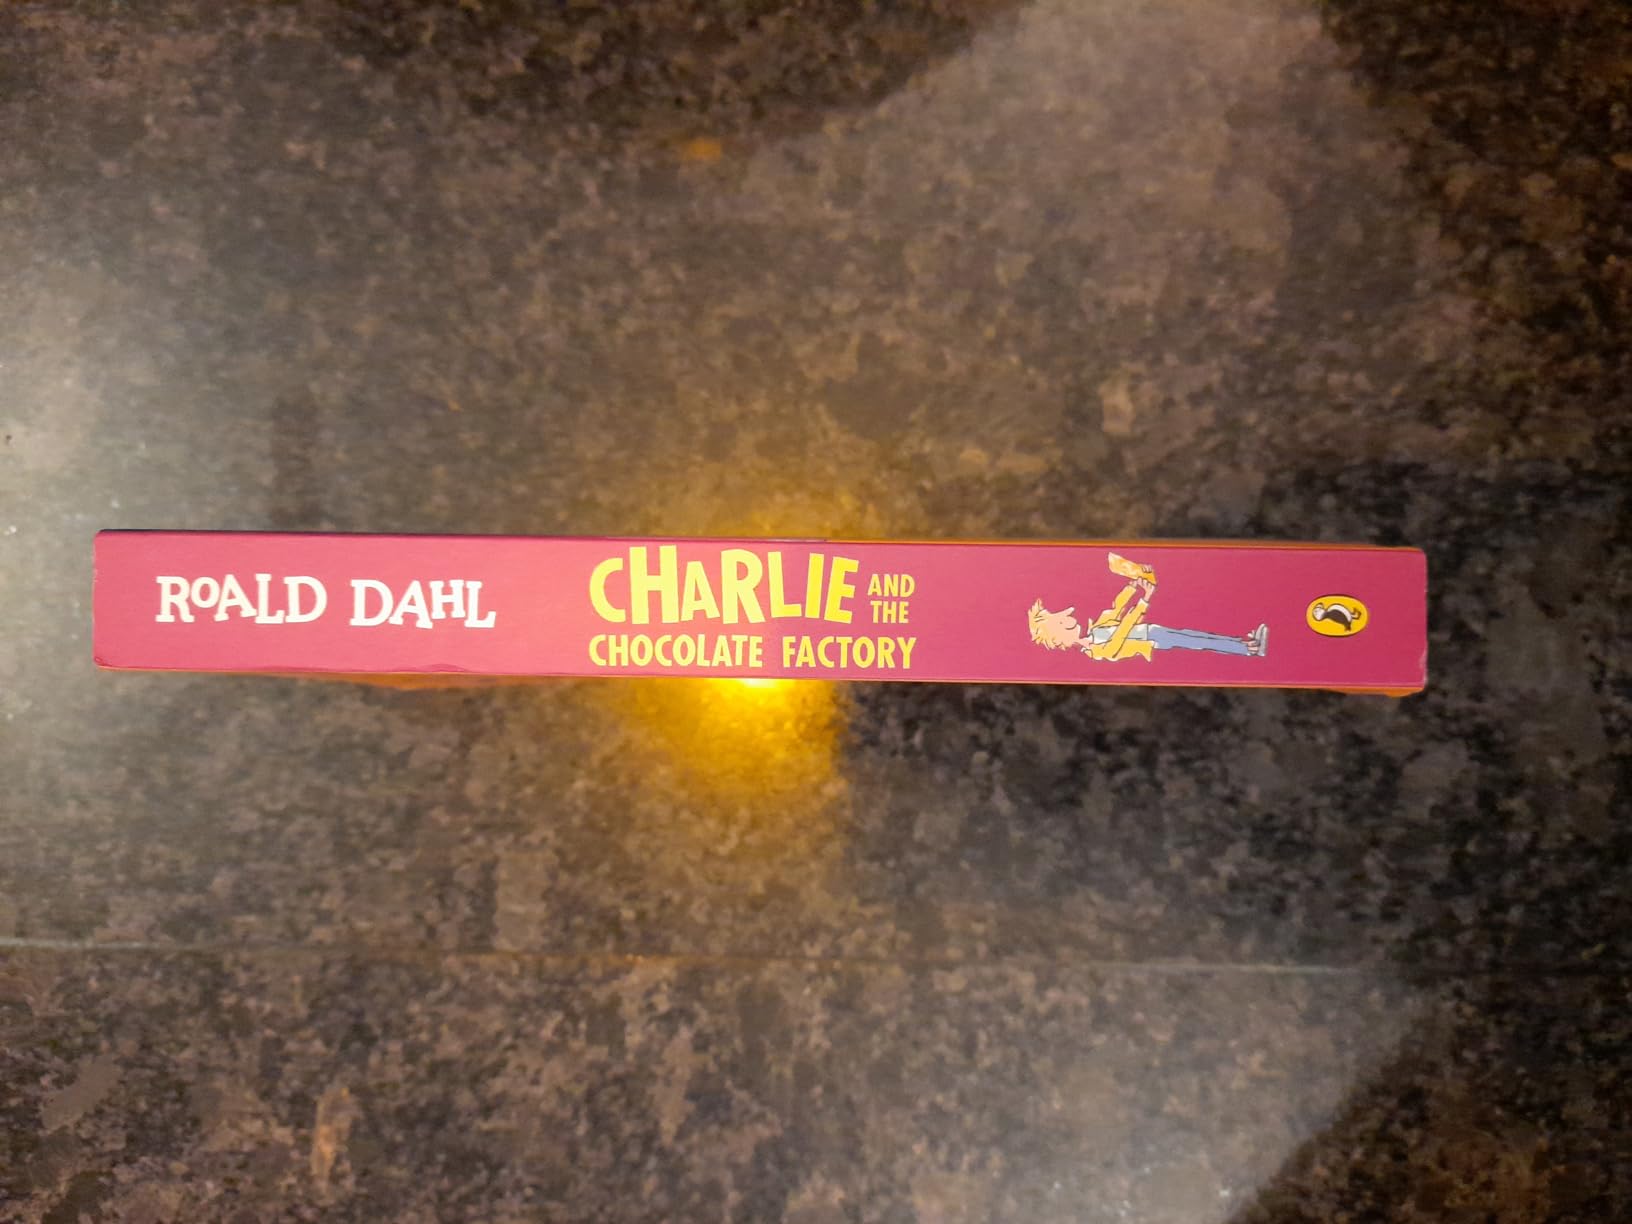 ROALD DAHL
CHARLIE AND
THE
CHOCOLATE FACTORY